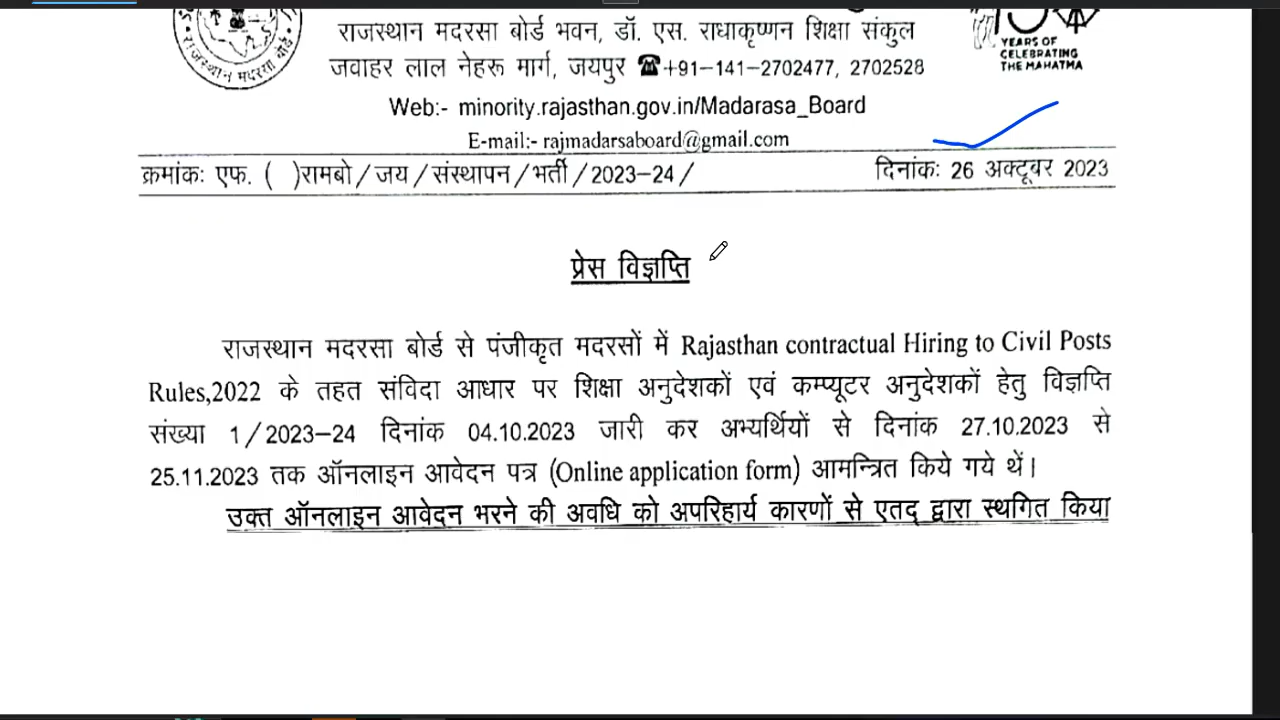 राजस्थान मदरसा बोर्ड
राजस्थान मदरसा बोर्ड भवन, डॉ. एस. राधाकृष्णन शिक्षा संकुल
जवाहर लाल नेहरू मार्ग, जयपुर ☎+91–141–2702477, 2702528
YEARS OF
CELEBRATING
THE MAHATMA
Web:- minority.rajasthan.gov.in/Madarasa_Board
E-mail:- rajmadarsaboard@gmail.com
क्रमांकः एफ. ( )रामबो/जय/संस्थापन/भर्ती/2023–24/ दिनांकः 26 अक्टूबर 2023
प्रेस विज्ञप्ति
राजस्थान मदरसा बोर्ड से पंजीकृत मदरसों में Rajasthan contractual Hiring to Civil Posts
Rules,2022 के तहत संविदा आधार पर शिक्षा अनुदेशकों एवं कम्प्यूटर अनुदेशकों हेतु विज्ञप्ति
संख्या 1/2023–24 दिनांक 04.10.2023 जारी कर अभ्यर्थियों से दिनांक 27.10.2023 से
25.11.2023 तक ऑनलाइन आवेदन पत्र (Online application form) आमन्त्रित किये गये थें।
उक्त ऑनलाइन आवेदन भरने की अवधि को अपरिहार्य कारणों से एतद् द्वारा स्थगित किया